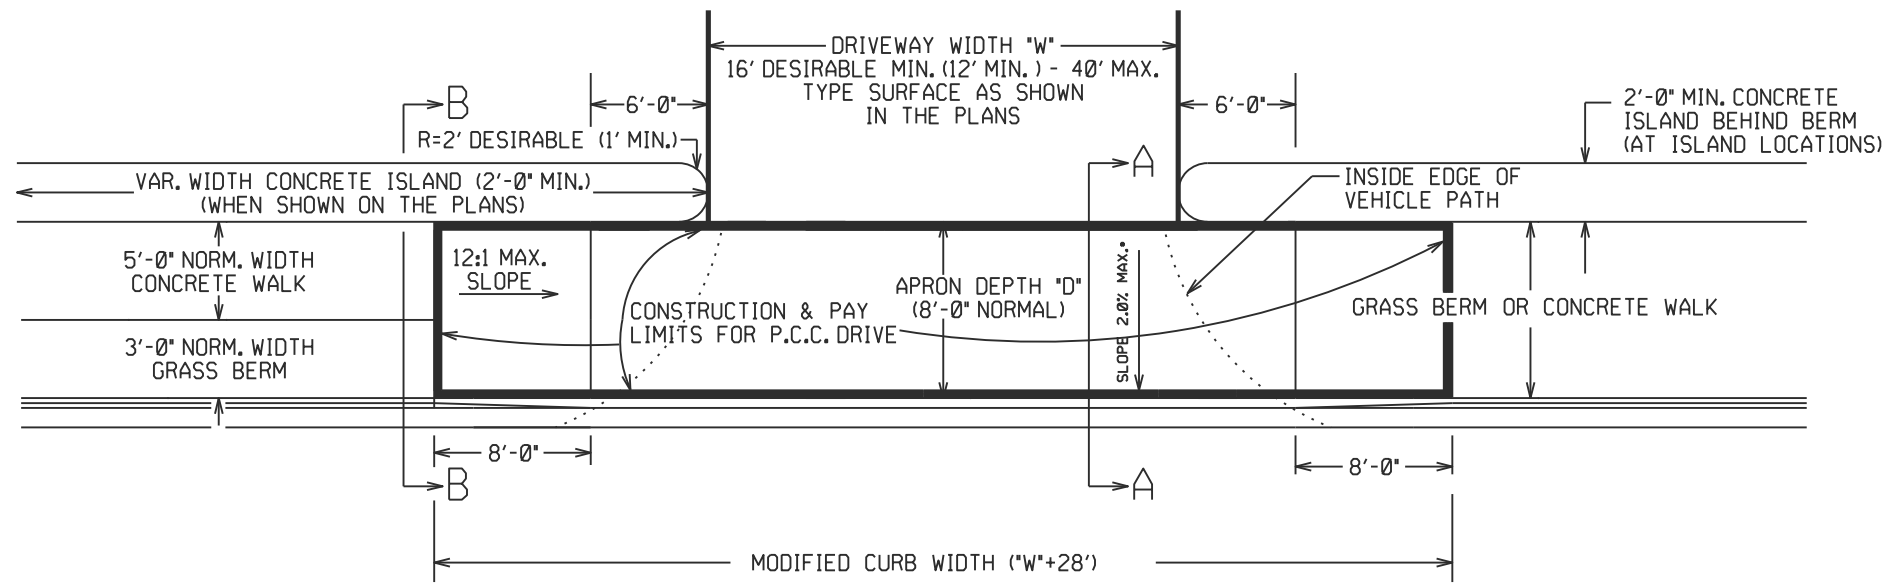 DRIVEWAY WIDTH "W"
16' DESIRABLE MIN. (12' MIN.) - 40' MAX.
TYPE SURFACE AS SHOWN
IN THE PLANS
B
6'-0"
6'-0"
2'-0" MIN. CONCRETE
ISLAND BEHIND BERM
(AT ISLAND LOCATIONS)
R=2' DESIRABLE (1' MIN.)
A
VAR. WIDTH CONCRETE ISLAND (2'-0" MIN.)
(WHEN SHOWN ON THE PLANS)
INSIDE EDGE OF
VEHICLE PATH
5'-0" NORM. WIDTH
CONCRETE WALK
12:1 MAX.
SLOPE
APRON DEPTH "D"
(8'-0" NORMAL)
SLOPE 2.0% MAX.*
CONSTRUCTION & PAY
LIMITS FOR P.C.C. DRIVE
GRASS BERM OR CONCRETE WALK
3'-0" NORM. WIDTH
GRASS BERM
8'-0"
8'-0"
B
A
MODIFIED CURB WIDTH ("W"+28')